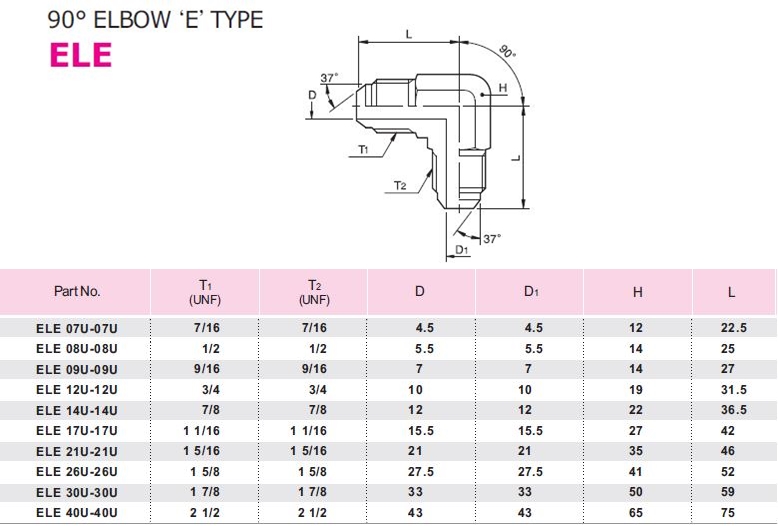 90° ELBOW ‘E’ TYPE
ELE
L
90°
37°
H
D
T1
L
T2
37°
D1
Part No. T1 (UNF) T2 (UNF) D D1 H L
ELE 07U-07U 7/16 7/16 4.5 4.5 12 22.5
ELE 08U-08U 1/2 1/2 5.5 5.5 14 25
ELE 09U-09U 9/16 9/16 7 7 14 27
ELE 12U-12U 3/4 3/4 10 10 19 31.5
ELE 14U-14U 7/8 7/8 12 12 22 36.5
ELE 17U-17U 1 1/16 1 1/16 15.5 15.5 27 42
ELE 21U-21U 1 5/16 1 5/16 21 21 35 46
ELE 26U-26U 1 5/8 1 5/8 27.5 27.5 41 52
ELE 30U-30U 1 7/8 1 7/8 33 33 50 59
ELE 40U-40U 2 1/2 2 1/2 43 43 65 75